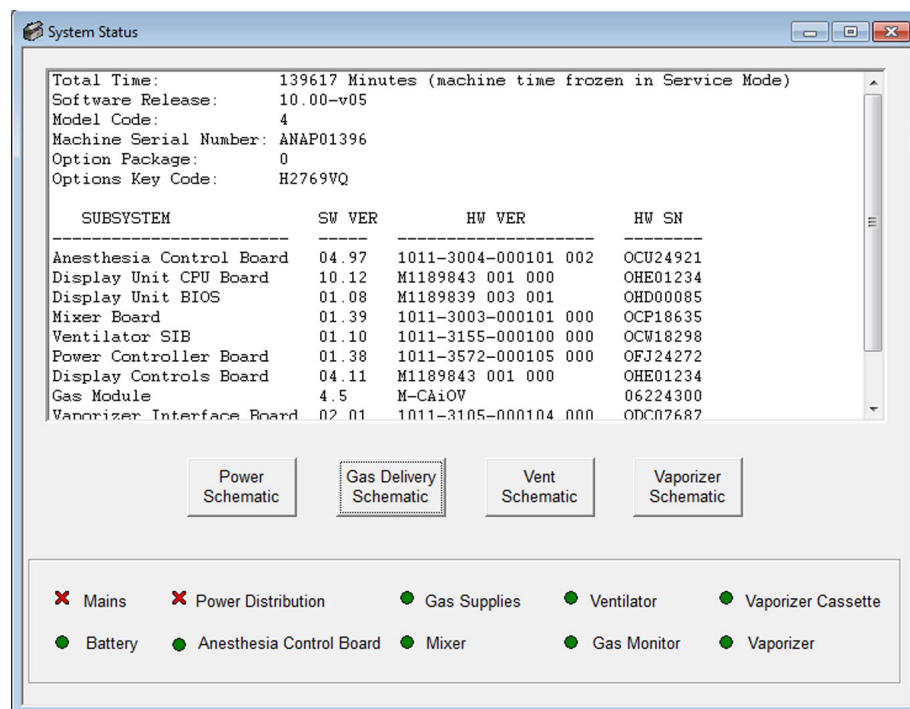 System Status
Total Time: 139617 Minutes (machine time frozen in Service Mode)
Software Release: 10.00-v05
Model Code: 4
Machine Serial Number: ANAP01396
Option Package: 0
Options Key Code: H2769VQ
SUBSYSTEM SW VER HW VER HW SN
Anesthesia Control Board 04.97 1011-3004-000101 002 OCU24921
Display Unit CPU Board 10.12 M1189843 001 000 OHE01234
Display Unit BIOS 01.08 M1189839 003 001 OHD00085
Mixer Board 01.39 1011-3003-000101 000 OCP18635
Ventilator SIB 01.10 1011-3155-000100 000 OCW18298
Power Controller Board 01.38 1011-3572-000105 000 OFJ24272
Display Controls Board 04.11 M1189843 001 000 OHE01234
Gas Module 4.5 M-CAiOV 06224300
Vaporizer Interface Board 02.01 1011-3105-000104 000 ODC07687
Power Schematic
Gas Delivery Schematic
Vent Schematic
Vaporizer Schematic
Mains Power Distribution Gas Supplies Ventilator Vaporizer Cassette
Battery Anesthesia Control Board Mixer Gas Monitor Vaporizer